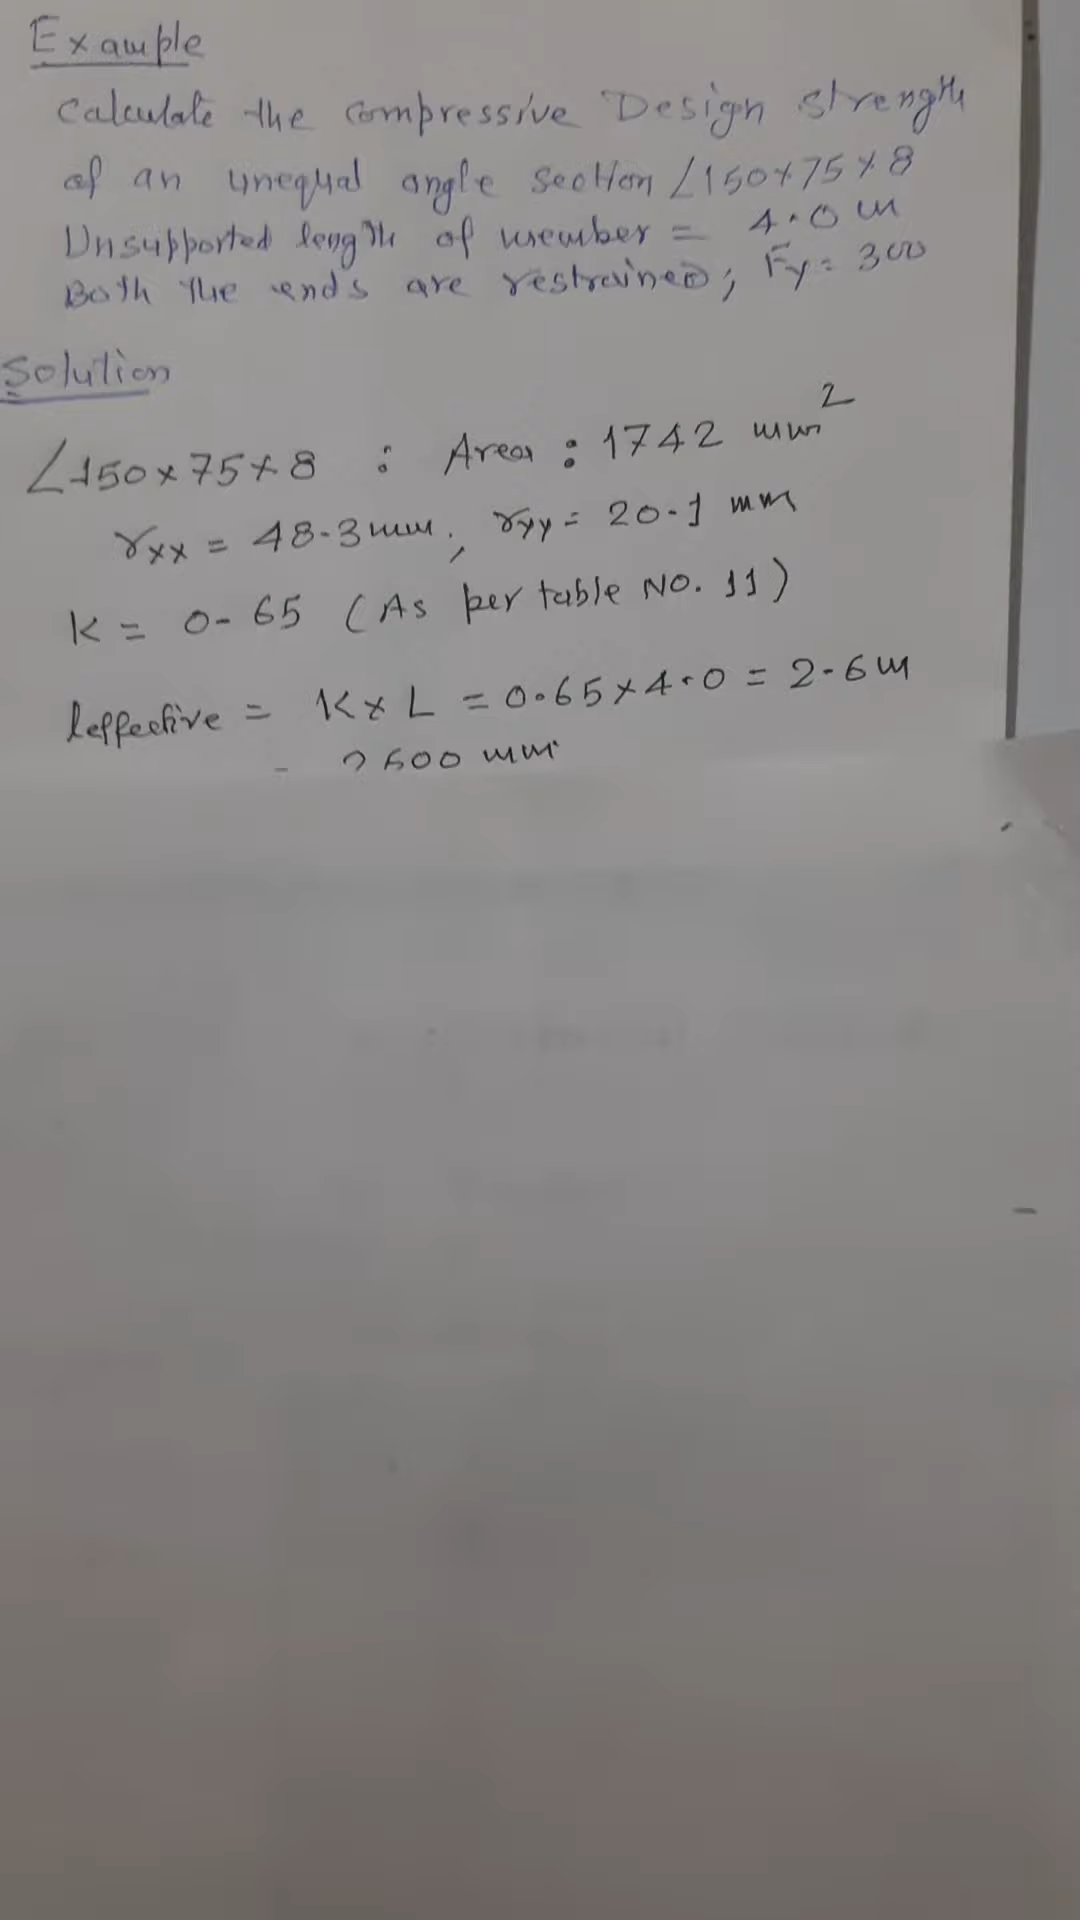 Example
Calculate the Compressive Design Strength
of an unequal angle section ∠150×75×8
Unsupported length of member = 4.0 m
Both the ends are restrained; Fy = 300
Solution
∠150×75×8 : Area : 1742 mm²
rxx = 48.3 mm; ryy = 20.1 mm
K = 0.65 (As per table No. 11)
leffective = K×L = 0.65×4.0 = 2.6 m
= 2600 mm